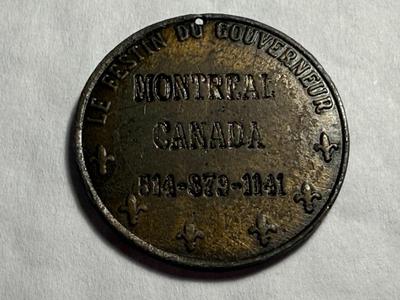 LE FESTIN DU GOUVERNEUR
MONTREAL
CANADA
514-879-1141